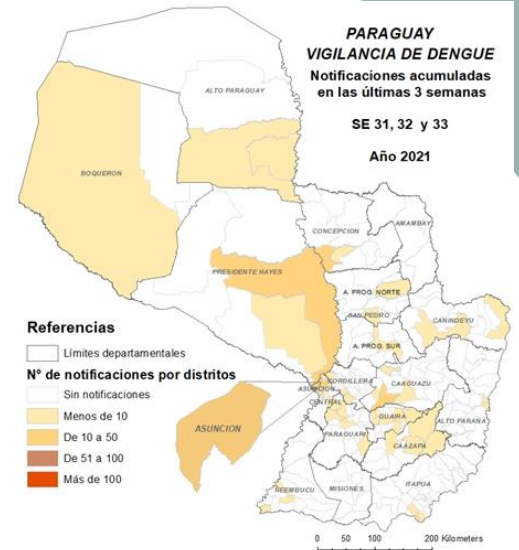 PARAGUAY
VIGILANCIA DE DENGUE
Notificaciones acumuladas
en las últimas 3 semanas
SE 31, 32 y 33
Año 2021
ALTO PARAGUAY
BOQUERON
CONCEPCION
AMAMBAY
PRESIDENTE HAYES
A. PROG. NORTE
SAN PEDRO
CANINDEYU
A. PROG. SUR
ASUNCION
CORDILLERA
CENTRAL
CAAGUAZU
GUAIRA
ALTO PARANA
PARAGUARI
CAAZAPA
ÑEEMBUCU
MISIONES
ITAPUA
ASUNCION
Referencias
Límites departamentales
Nº de notificaciones por distritos
Sin notificaciones
Menos de 10
De 10 a 50
De 51 a 100
Más de 100
0 50 100 200 Kilometers